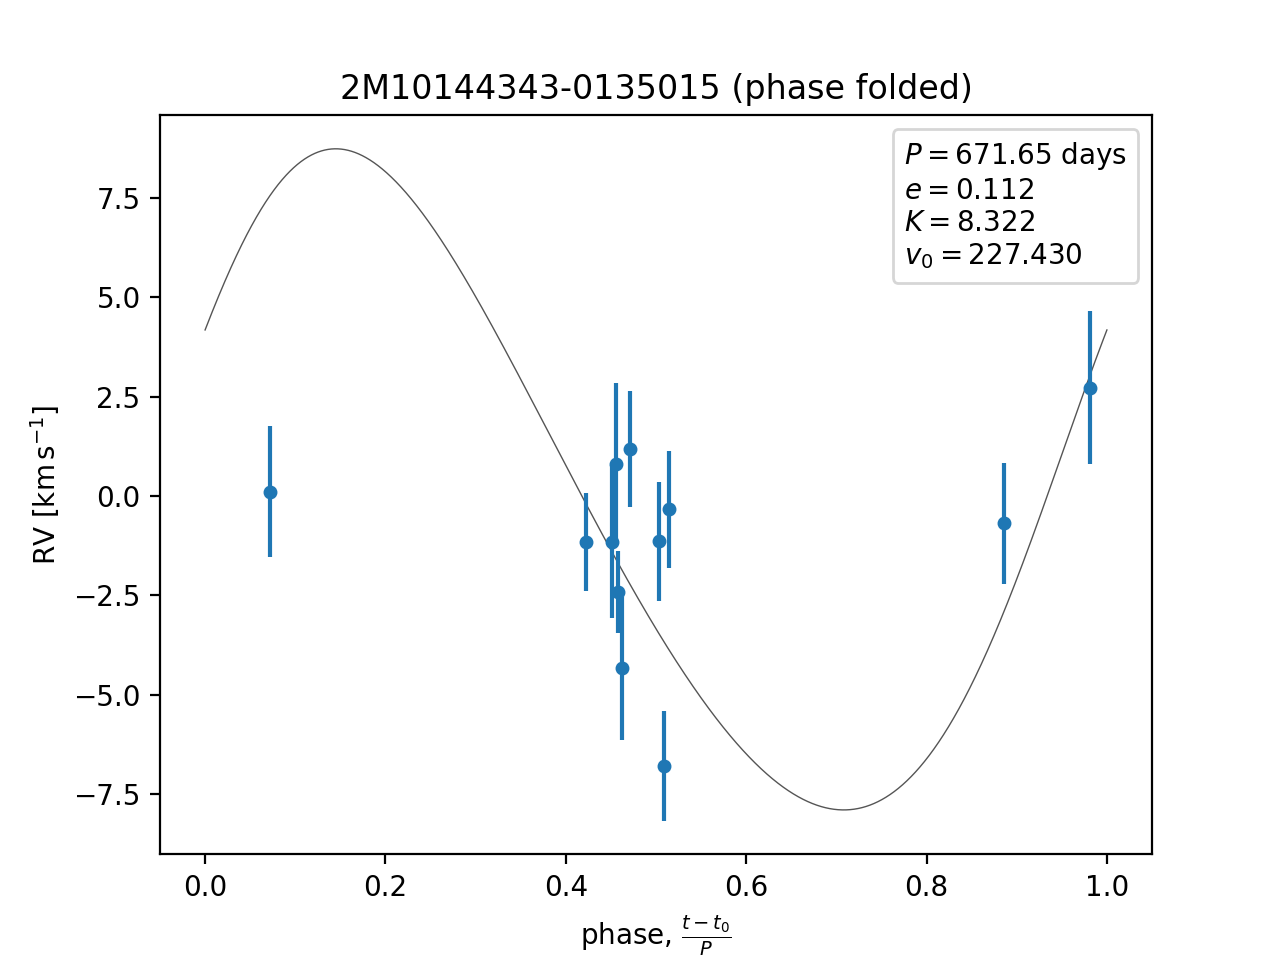 2M10144343-0135015 (phase folded)
P = 671.65 days
e = 0.112
K = 8.322
v₀ = 227.430
RV [km s⁻¹]
7.5
5.0
2.5
0.0
−2.5
−5.0
−7.5
0.0 0.2 0.4 0.6 0.8 1.0
phase, (t − t₀)/P